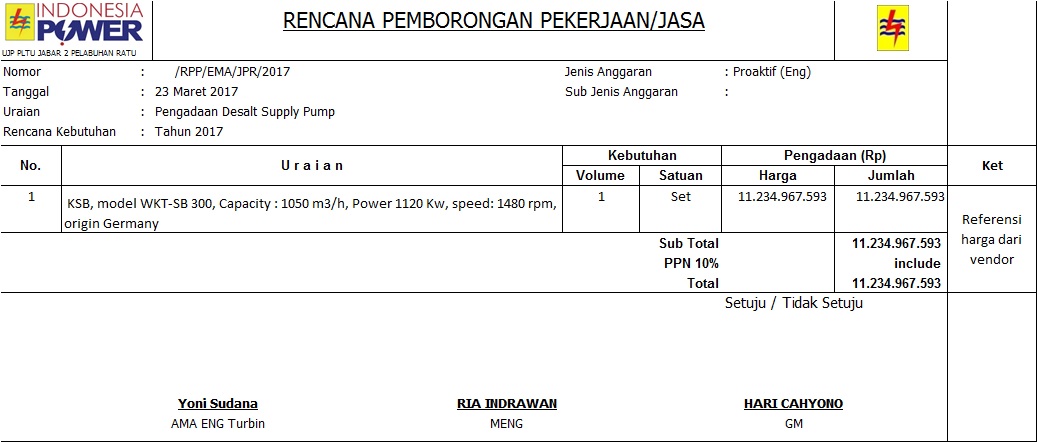 INDONESIA
POWER
UJP PLTU JABAR 2 PELABUHAN RATU
RENCANA PEMBORONGAN PEKERJAAN/JASA
Nomor : /RPP/EMA/JPR/2017 Jenis Anggaran : Proaktif (Eng)
Tanggal : 23 Maret 2017 Sub Jenis Anggaran :
Uraian : Pengadaan Desalt Supply Pump
Rencana Kebutuhan : Tahun 2017
No. U r a i a n Kebutuhan Pengadaan (Rp) Ket
Volume Satuan Harga Jumlah
1 KSB, model WKT-SB 300, Capacity : 1050 m3/h, Power 1120 Kw, speed: 1480 rpm, 1 Set 11.234.967.593 11.234.967.593
origin Germany
Referensi
harga dari
vendor
Sub Total 11.234.967.593
PPN 10% include
Total 11.234.967.593
Setuju / Tidak Setuju
Yoni Sudana RIA INDRAWAN HARI CAHYONO
AMA ENG Turbin MENG GM